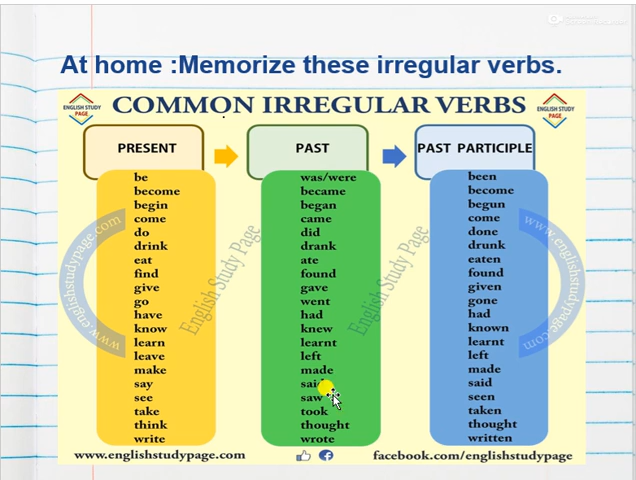 At home :Memorize these irregular verbs.
ENGLISH STUDY PAGE
COMMON IRREGULAR VERBS
ENGLISH STUDY PAGE
PRESENT PAST PAST PARTICIPLE
be was/were been
become became become
begin began begun
come came come
do did done
drink drank drunk
eat ate eaten
find found found
give gave given
go went gone
have had had
know knew known
learn learnt learnt
leave left left
make made made
say said said
see saw seen
take took taken
think thought thought
write wrote written
www.englishstudypage.com
English Study Page
English Study Page
www.englishstudypage.com
www.englishstudypage.com facebook.com/englishstudypage